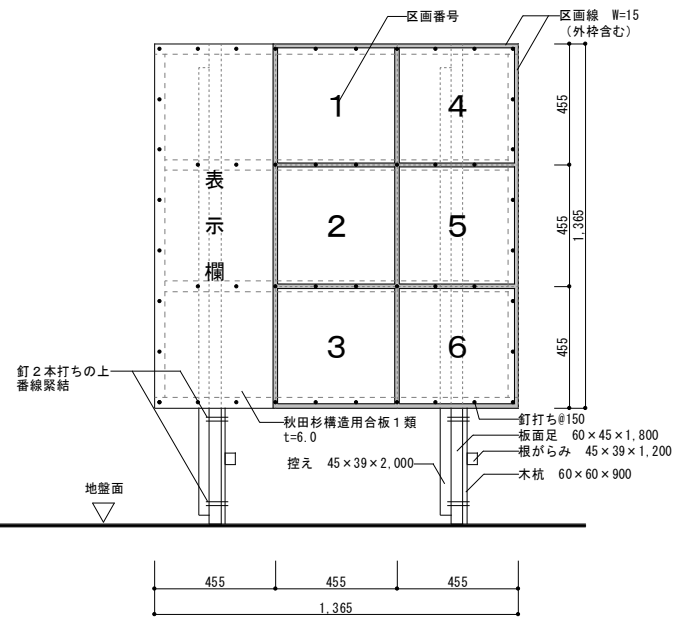 区画番号
区画線 W=15
（外枠含む）
1
4
455
表
示
欄
2
5
455
1,365
3
6
455
釘２本打ちの上
番線緊結
秋田杉構造用合板１類
t=6.0
釘打ち@150
板面足 60×45×1,800
根がらみ 45×39×1,200
控え 45×39×2,000
木杭 60×60×900
地盤面
455
455
455
1,365